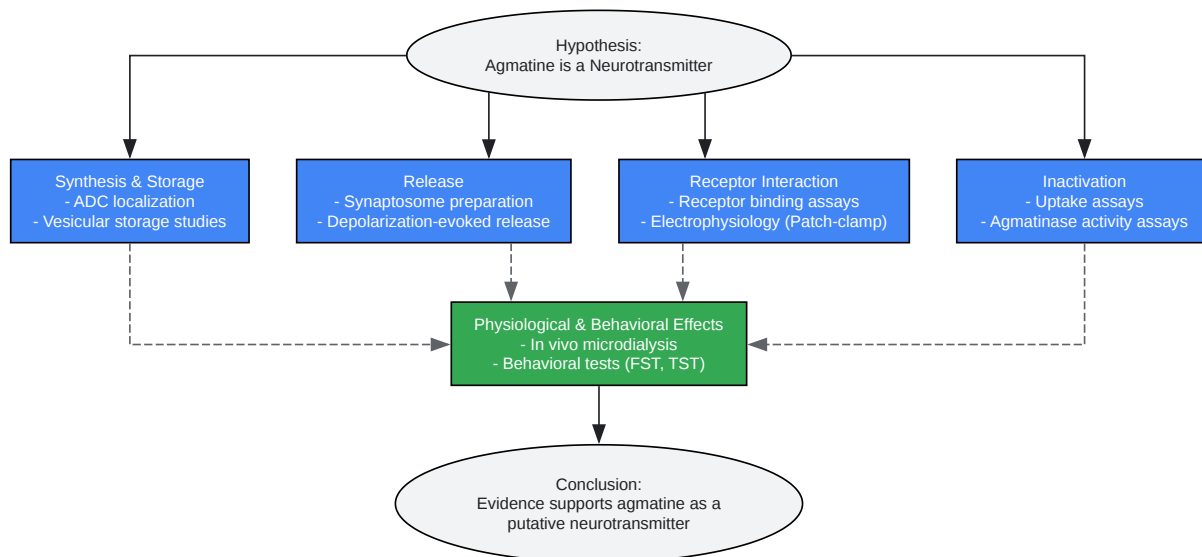 Hypothesis:
Agmatine is a Neurotransmitter
Synthesis & Storage
- ADC localization
- Vesicular storage studies
Release
- Synaptosome preparation
- Depolarization-evoked release
Receptor Interaction
- Receptor binding assays
- Electrophysiology (Patch-clamp)
Inactivation
- Uptake assays
- Agmatinase activity assays
Physiological & Behavioral Effects
- In vivo microdialysis
- Behavioral tests (FST, TST)
Conclusion:
Evidence supports agmatine as a
putative neurotransmitter